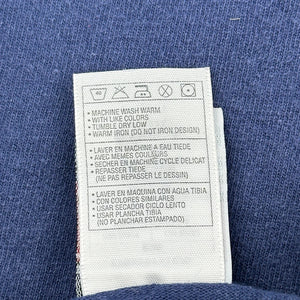 40
• MACHINE WASH WARM
• WITH LIKE COLORS
• TUMBLE DRY LOW
• WARM IRON (DO NOT IRON DESIGN)
• LAVER EN MACHINE A EAU TIEDE
• AVEC MEMES COULEURS
• SECHER EN MACHINE CYCLE DELICAT
• REPASSER TIEDE
(NE PAS REPASSER LE DESSIN)
• LAVER EN MAQUINA CON AGUA TIBIA
• CON COLORES SIMILARES
• USAR SECADOR CICLO LENTO
• USAR PLANCHA TIBIA
(NO PLANCHAR ESTAMPADO)